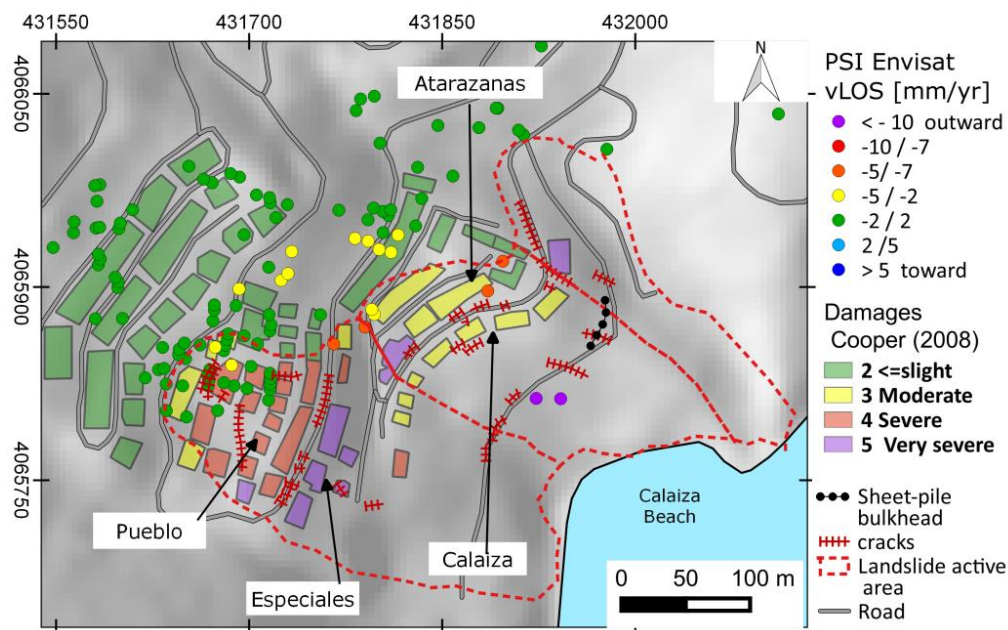 431550
431700
431850
432000
4066050
4065900
4065750
N
Atarazanas
Pueblo
Especiales
Calaiza
Calaiza
Beach
0
50
100 m
PSI Envisat
vLOS [mm/yr]
< - 10 outward
-10 / -7
-5/ -7
-5/ -2
-2/ 2
2 /5
> 5 toward
Damages
Cooper (2008)
2 <=slight
3 Moderate
4 Severe
5 Very severe
Sheet-pile
bulkhead
cracks
Landslide active
area
Road